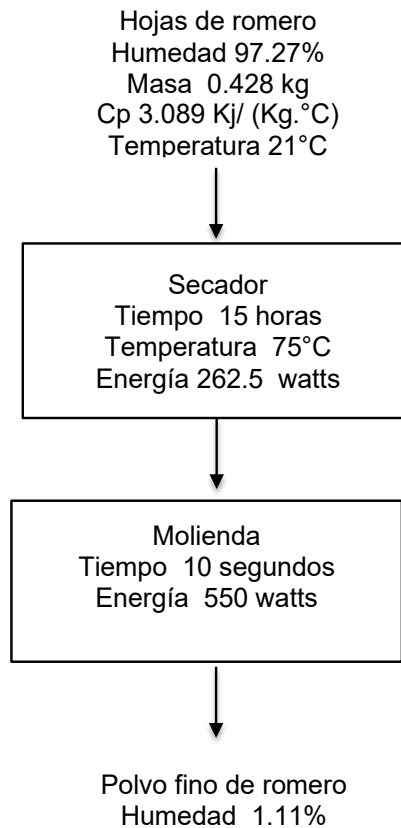 Hojas de romero
Humedad 97.27%
Masa 0.428 kg
Cp 3.089 Kj/ (Kg.°C)
Temperatura 21°C
Secador
Tiempo 15 horas
Temperatura 75°C
Energía 262.5 watts
Molienda
Tiempo 10 segundos
Energía 550 watts
Polvo fino de romero
Humedad 1.11%